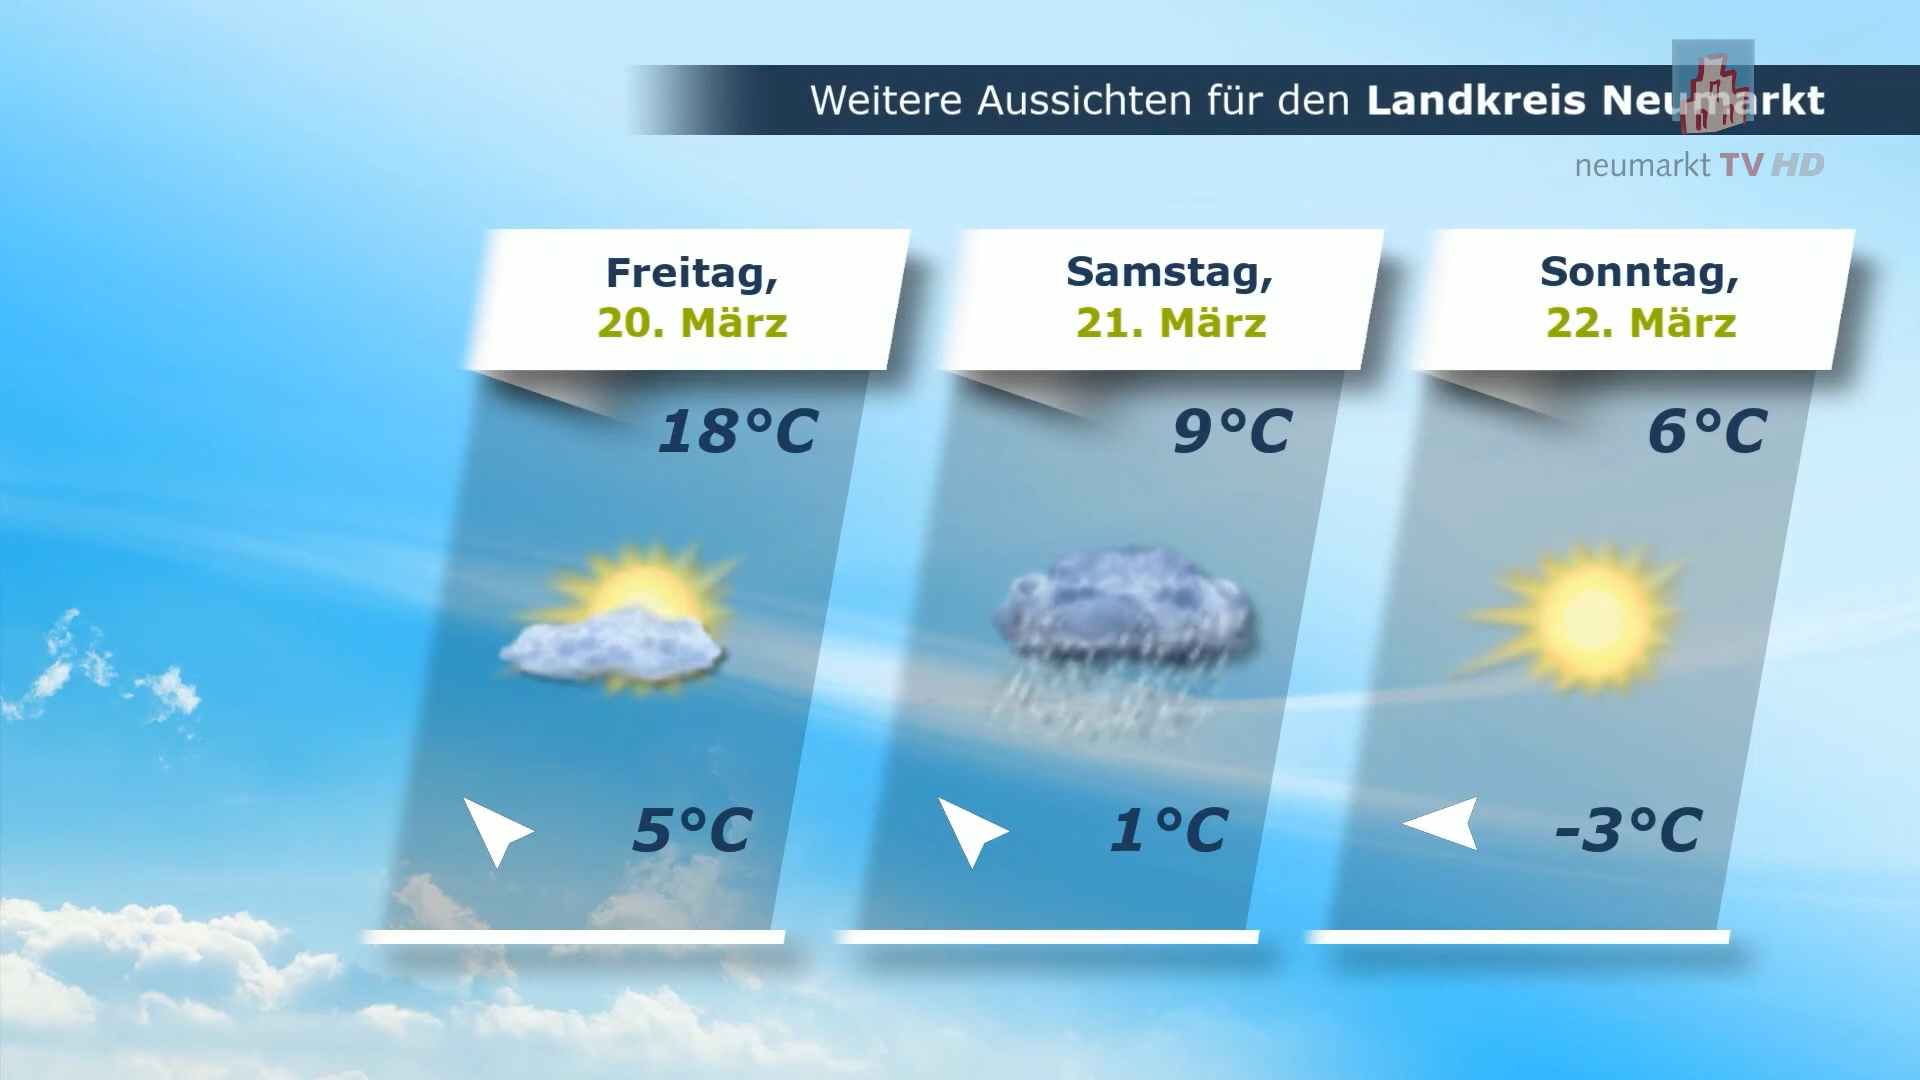 Weitere Aussichten für den Landkreis Neumarkt
neumarkt TV HD
Freitag,
20. März
18°C
5°C
Samstag,
21. März
9°C
1°C
Sonntag,
22. März
6°C
-3°C